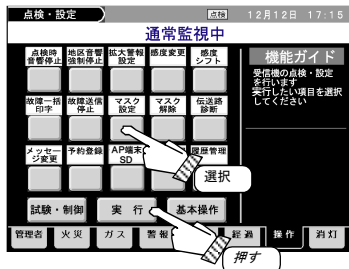 点検・設定
点検
12月12日 17:15
通常監視中
点検時 地区音響 拡大警報 感度変更 感度
音響停止 強制停止 設定 シフト
機能ガイド
受信機の点検・設定
を行います
実行したい項目を選択
してください
故障一括 故障送信 マスク マスク 伝送路
印字 停止 設定 解除 診断
メッセー 予約登録 AP端末 履歴管理
ジ変更 SD
選択
試験・制御 実 行 基本操作
管理者 火災 ガス 警報 経過 操作 消灯
押す